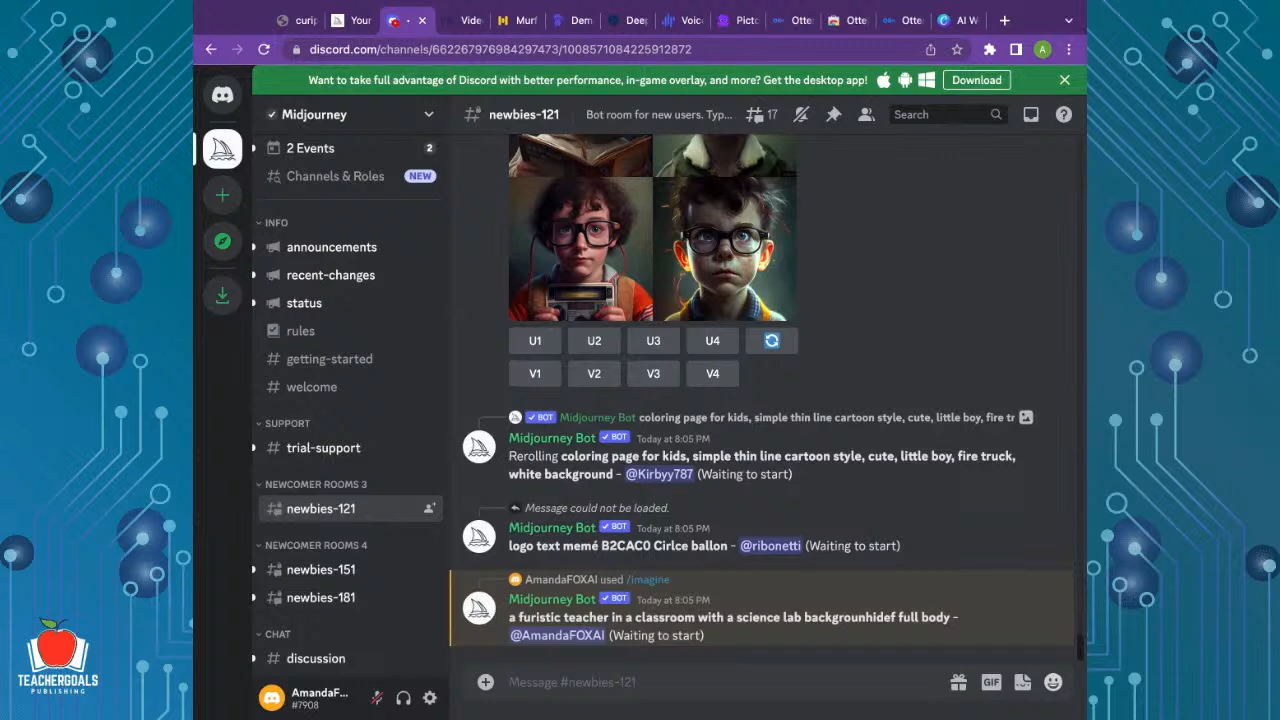 curip
Your
Vide
Murf
Dem
Deep
Voic
Picto
Otter
Otte
Otte
AI W
discord.com/channels/662267976984297473/1008571084225912872
A
Want to take full advantage of Discord with better performance, in-game overlay, and more? Get the desktop app!
Download
Midjourney
newbies-121
Bot room for new users. Typ...
17
Search
2 Events
2
Channels & Roles
NEW
INFO
announcements
recent-changes
status
rules
getting-started
welcome
SUPPORT
trial-support
NEWCOMER ROOMS 3
newbies-121
NEWCOMER ROOMS 4
newbies-151
newbies-181
CHAT
discussion
AmandaF...
#7908
U1 U2 U3 U4
V1 V2 V3 V4
BOT Midjourney Bot coloring page for kids, simple thin line cartoon style, cute, little boy, fire tr
Midjourney Bot BOT Today at 8:05 PM
Rerolling coloring page for kids, simple thin line cartoon style, cute, little boy, fire truck,
white background - @Kirbyy787 (Waiting to start)
Message could not be loaded.
Midjourney Bot BOT Today at 8:05 PM
logo text memé B2CAC0 Cirlce ballon - @ribonetti (Waiting to start)
AmandaFOXAI used /imagine
Midjourney Bot BOT Today at 8:05 PM
a furistic teacher in a classroom with a science lab backgrounhidef full body -
@AmandaFOXAI (Waiting to start)
Message #newbies-121
GIF
TEACHERGOALS
PUBLISHING